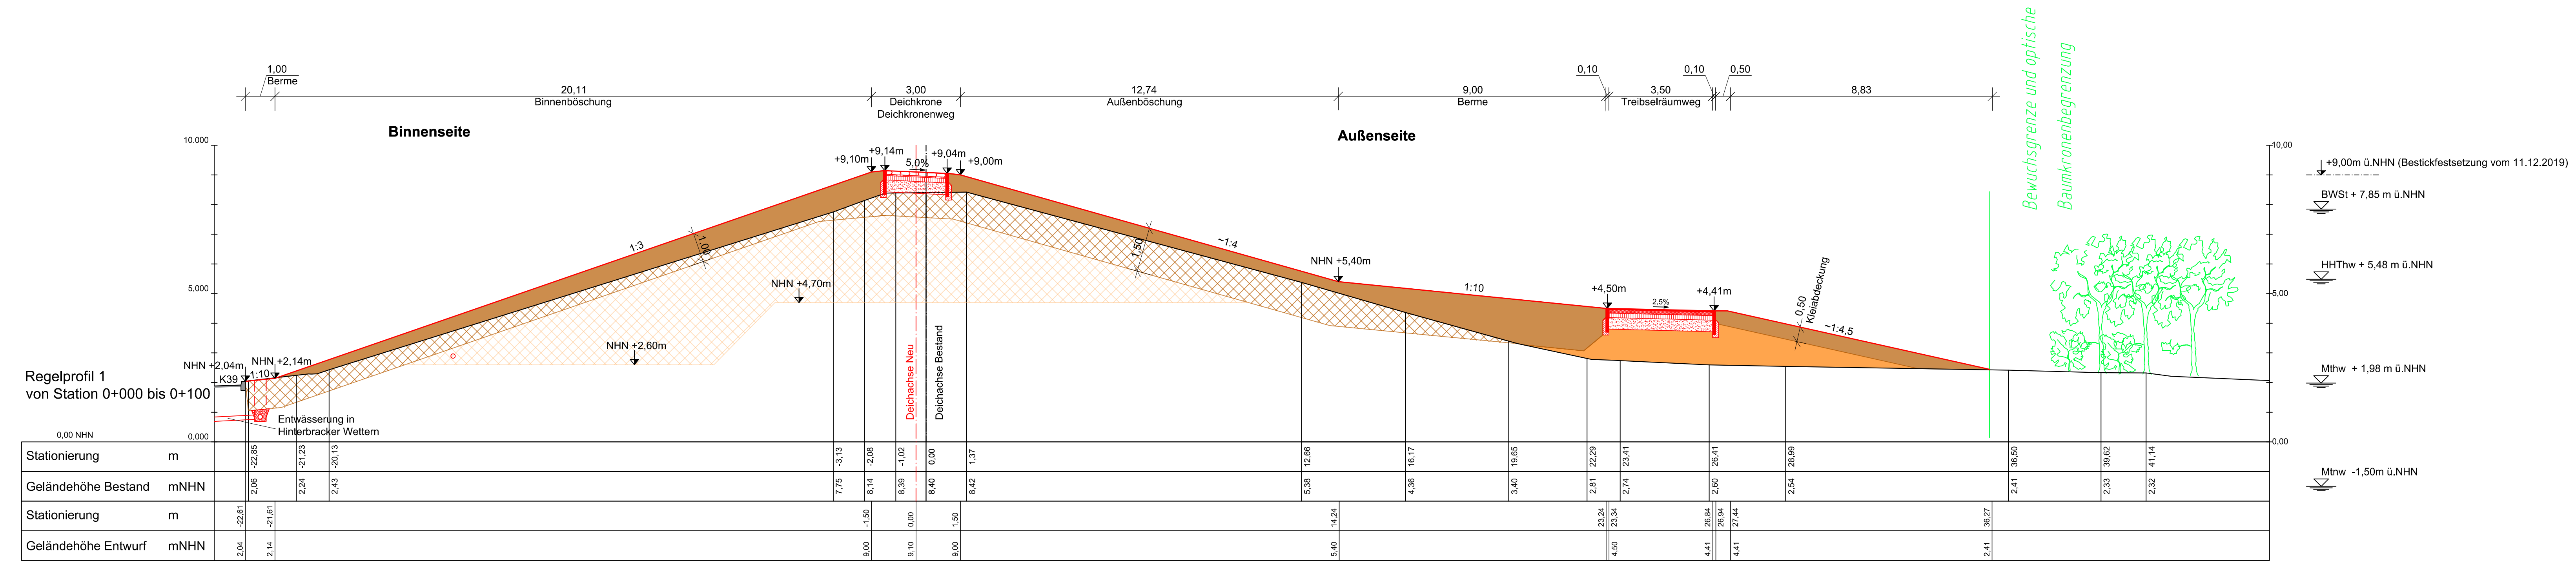 Bewuchsgrenze und optische
Baumkronenbegrenzung
1,00
Berme
20,11
Binnenböschung
3,00
Deichkrone
Deichkronenweg
12,74
Außenböschung
9,00
Berme
0,10
3,50
Treibselräumweg
0,10
0,50
8,83
Binnenseite
Außenseite
10.000
5.000
0.000
10,00
5,00
0,00
+9,10m
+9,14m
5,0%
+9,04m
+9,00m
1:3
1,00
1,50
~1:4
NHN +5,40m
1:10
+4,50m
2,5%
+4,41m
0,50
Kleiabdeckung
~1:4,5
NHN +4,70m
NHN +2,60m
NHN +2,04m
NHN +2,14m
K39
1:10
Deichachse Neu
Deichachse Bestand
Entwässerung in
Hinterbracker Wettern
Regelprofil 1
von Station 0+000 bis 0+100
0,00 NHN
+9,00m ü.NHN (Bestickfestsetzung vom 11.12.2019)
BWSt + 7,85 m ü.NHN
HHThw + 5,48 m ü.NHN
Mthw + 1,98 m ü.NHN
Mtnw -1,50m ü,NHN
Stationierung m -22,85 -21,23 -20,13 -3,13 -2,08 -1,02 0,00 1,37 12,66 16,17 19,65 22,29 23,41 26,41 28,99 36,50 39,62 41,14
Geländehöhe Bestand mNHN 2,06 2,24 2,43 7,75 8,14 8,39 8,40 8,42 5,38 4,36 3,40 2,81 2,74 2,60 2,54 2,41 2,33 2,32
Stationierung m -22,61 -21,61 -1,50 0,00 1,50 14,24 23,24 23,34 26,84 26,94 27,44 36,27
Geländehöhe Entwurf mNHN 2,04 2,14 9,00 9,10 9,00 5,40 4,50 4,41 4,41 2,41